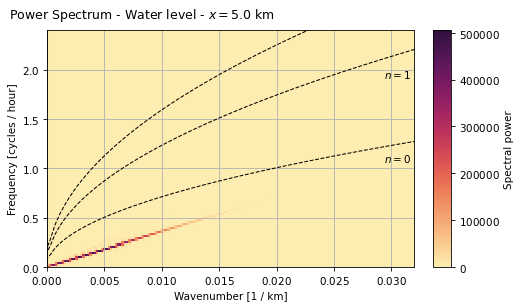 Power Spectrum - Water level - x = 5.0 km
2.0
1.5
1.0
0.5
0.0
0.000 0.005 0.010 0.015 0.020 0.025 0.030
Wavenumber [1 / km]
Frequency [cycles / hour]
n = 1
n = 0
500000
400000
300000
200000
100000
0
Spectral power